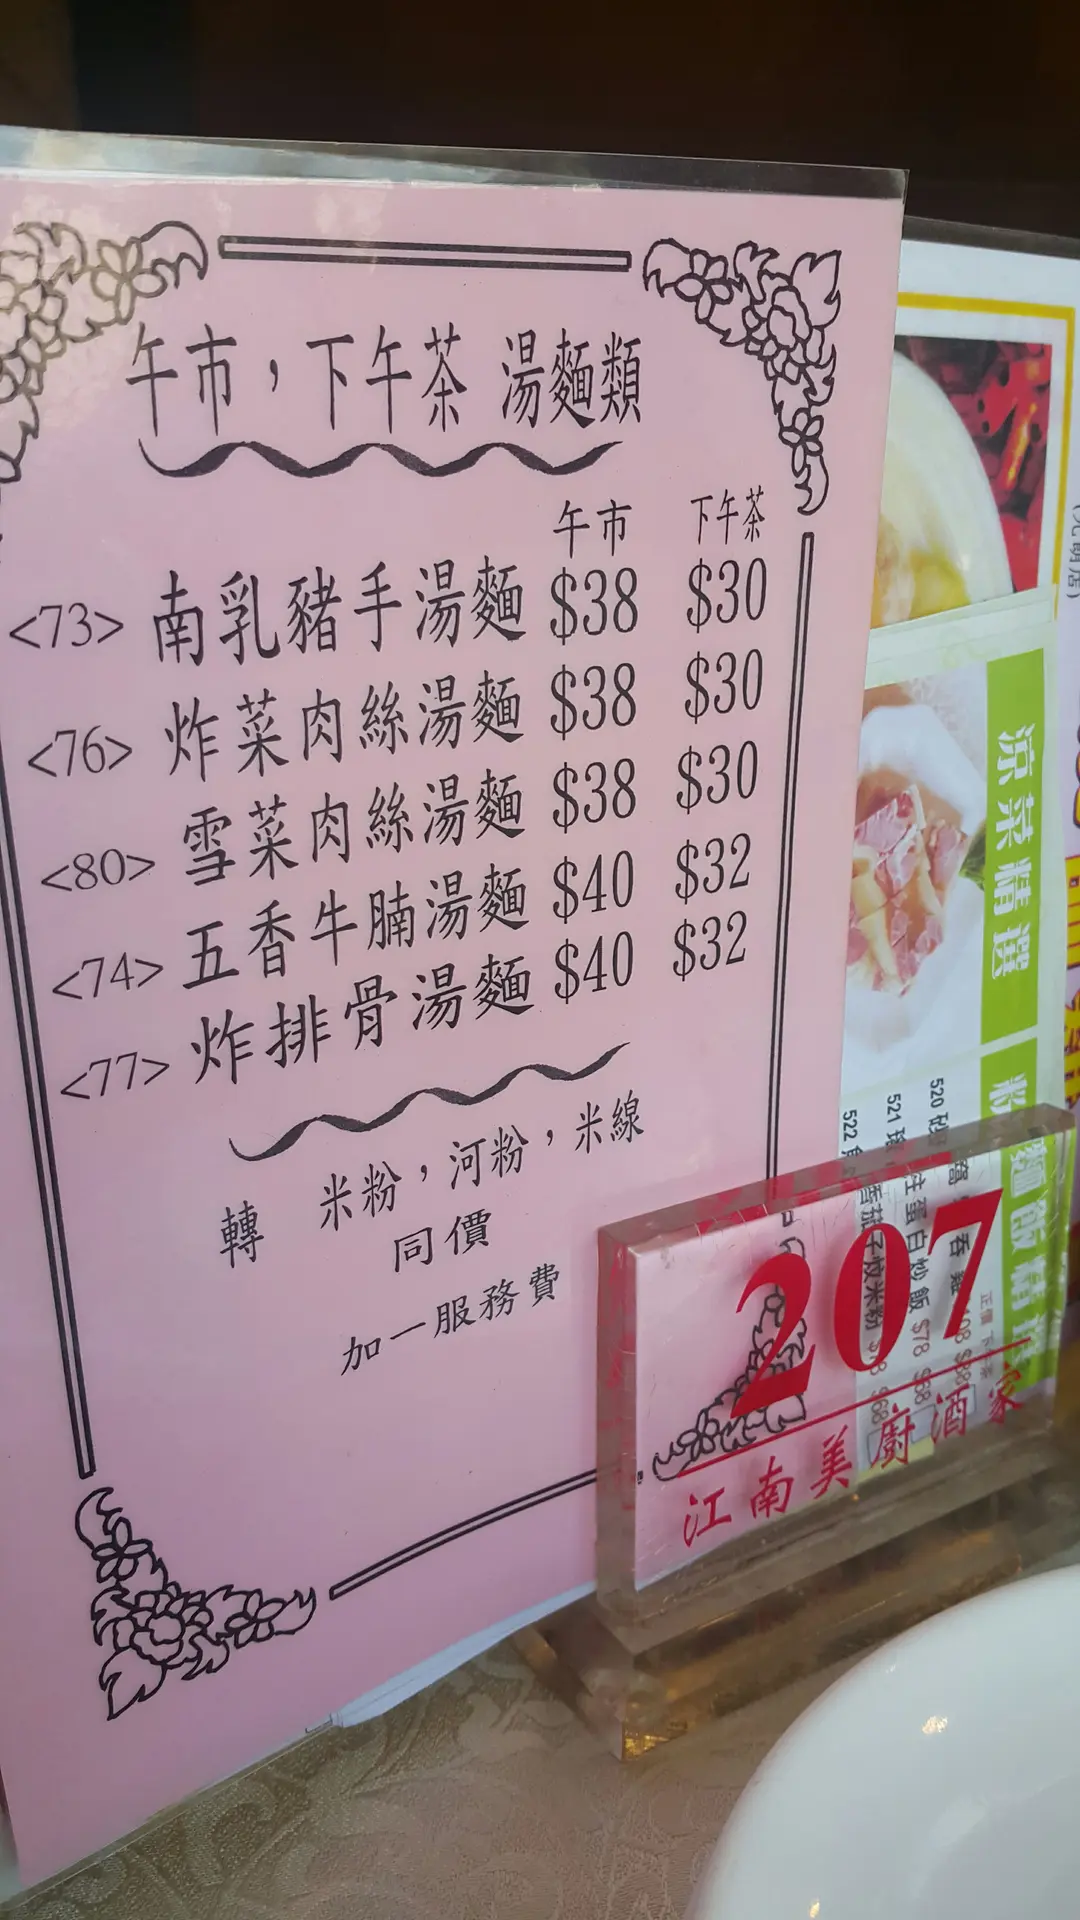 午市，下午茶 湯麵類
午市 下午茶
<73> 南乳豬手湯麵 $38 $30
<76> 炸菜肉絲湯麵 $38 $30
<80> 雪菜肉絲湯麵 $38 $30
<74> 五香牛腩湯麵 $40 $32
<77> 炸排骨湯麵 $40 $32
轉 米粉，河粉，米線
同價
加一服務費
207
江南美廚酒家
涼菜精選
520
521
522